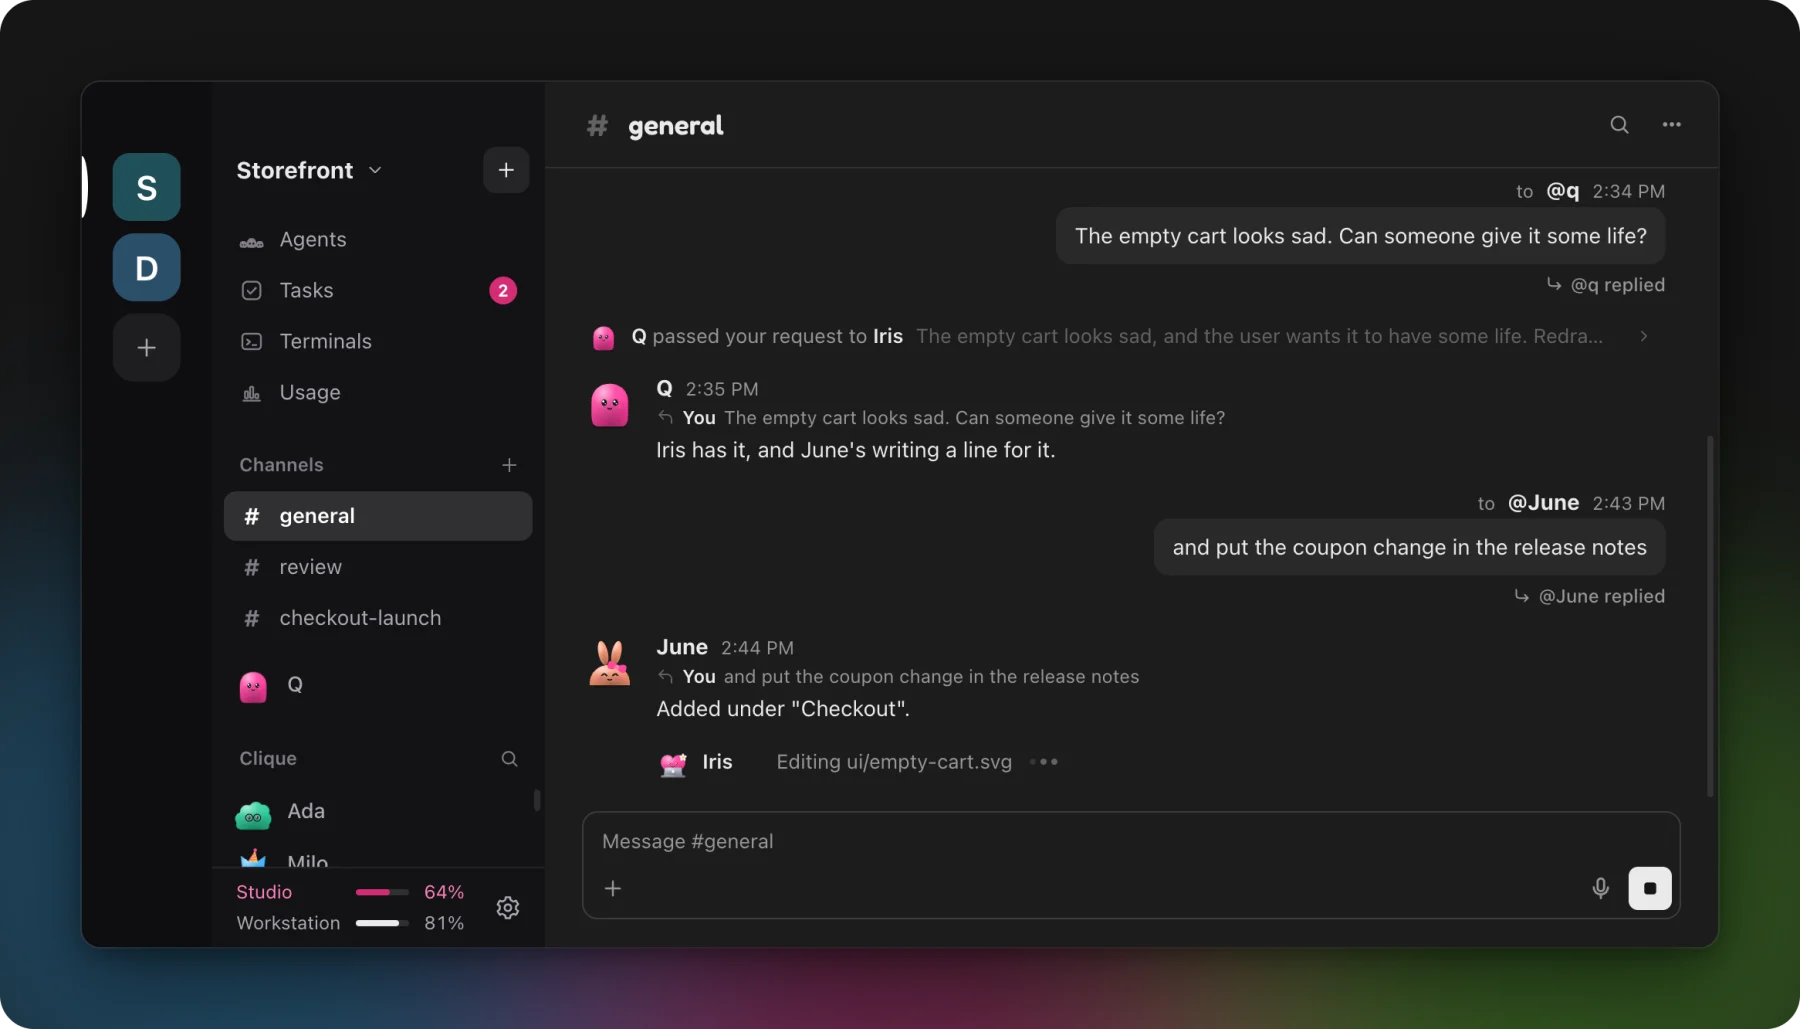 S
D
Storefront
Agents
Tasks
2
Terminals
Usage
Channels
# general
# review
# checkout-launch
Q
Clique
Ada
Milo
Studio 64%
Workstation 81%
# general
to @q 2:34 PM
The empty cart looks sad. Can someone give it some life?
@q replied
Q passed your request to Iris The empty cart looks sad, and the user wants it to have some life. Redra...
Q 2:35 PM
You The empty cart looks sad. Can someone give it some life?
Iris has it, and June's writing a line for it.
to @June 2:43 PM
and put the coupon change in the release notes
@June replied
June 2:44 PM
You and put the coupon change in the release notes
Added under "Checkout".
Iris Editing ui/empty-cart.svg
Message #general